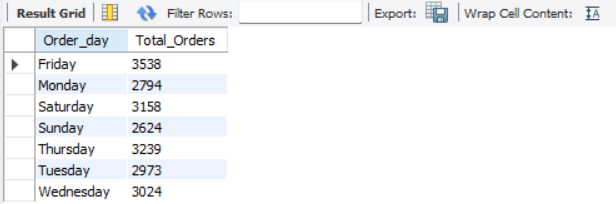 Result Grid Filter Rows: Export: Wrap Cell Content: IA
Order_day Total_Orders
Friday 3538
Monday 2794
Saturday 3158
Sunday 2624
Thursday 3239
Tuesday 2973
Wednesday 3024